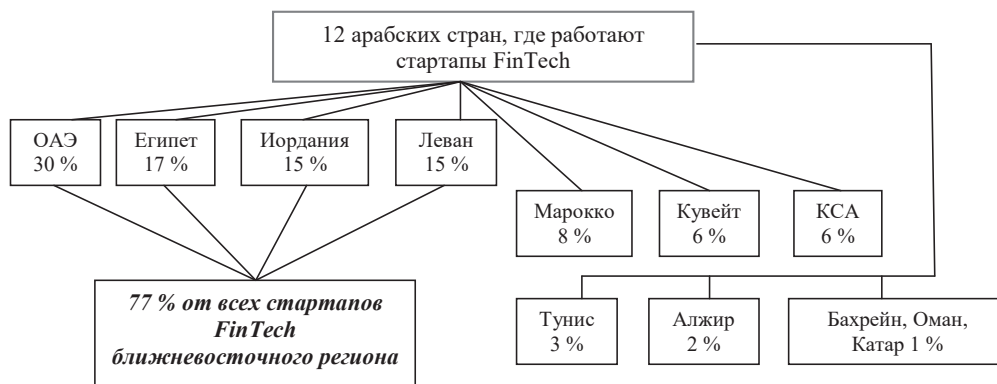 12 арабских стран, где работают
стартапы FinTech
ОАЭ
30 %
Египет
17 %
Иордания
15 %
Леван
15 %
Марокко
8 %
Кувейт
6 %
КСА
6 %
77 % от всех стартапов
FinTech
ближневосточного региона
Тунис
3 %
Алжир
2 %
Бахрейн, Оман,
Катар 1 %